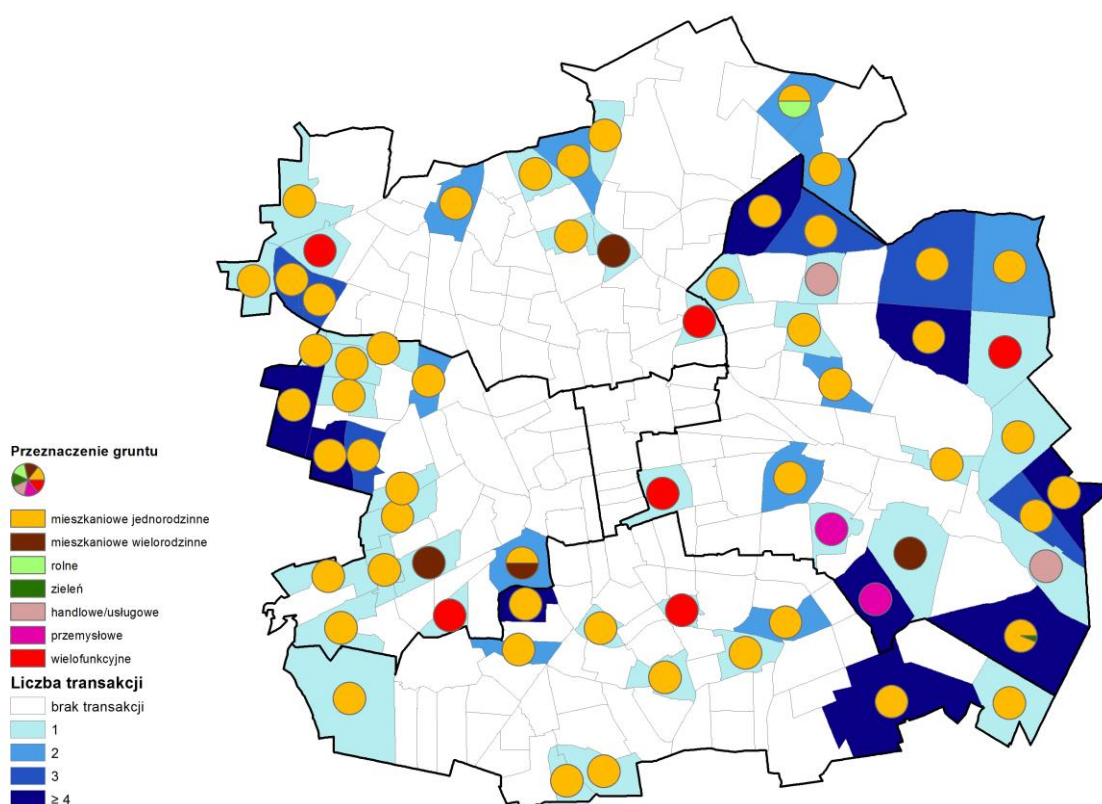 Przeznaczenie gruntu
mieszkaniowe jednorodzinne
mieszkaniowe wielorodzinne
rolne
zieleń
handlowe/usługowe
przemysłowe
wielofunkcyjne
Liczba transakcji
brak transakcji
1
2
3
≥ 4